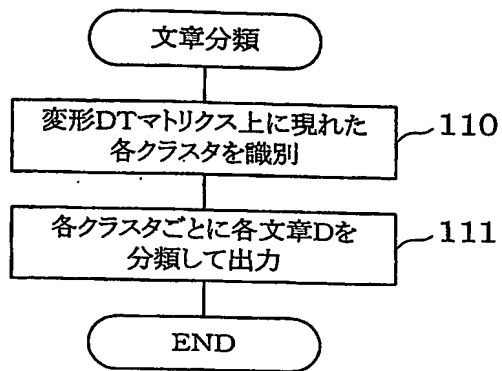 文章分類
変形DTマトリクス上に現れた
各クラスタを識別
110
各クラスタごとに各文章Dを
分類して出力
111
END